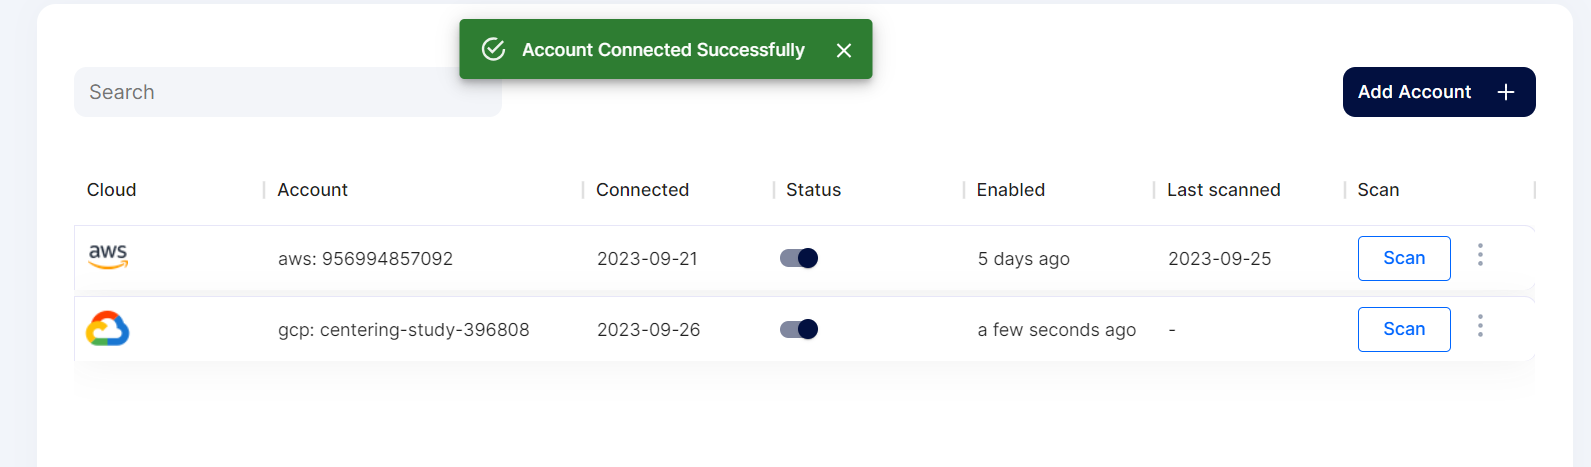 Account Connected Successfully
Search
Add Account
Cloud Account Connected Status Enabled Last scanned Scan
aws aws: 956994857092 2023-09-21 5 days ago 2023-09-25 Scan
gcp: centering-study-396808 2023-09-26 a few seconds ago - Scan